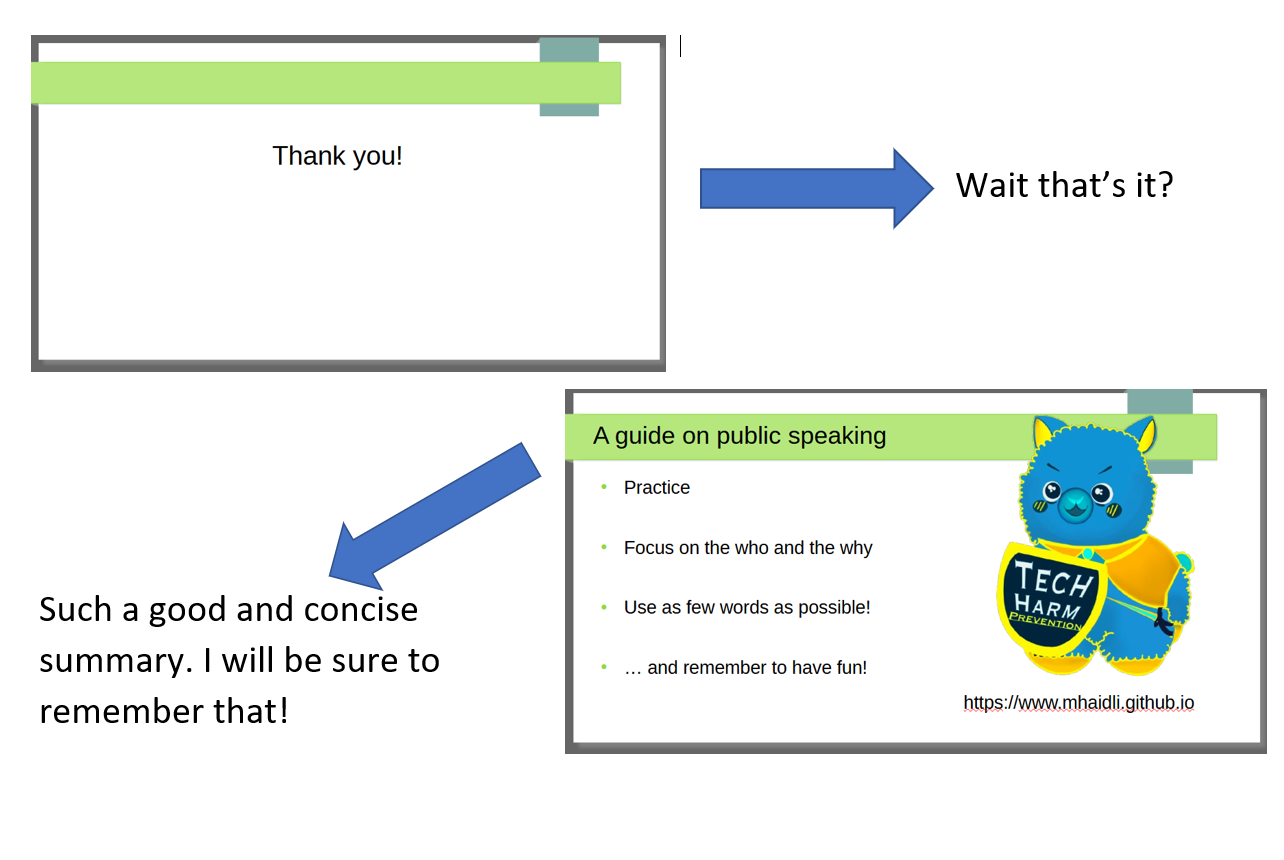 Thank you!
Wait that’s it?
A guide on public speaking
• Practice
• Focus on the who and the why
• Use as few words as possible!
• … and remember to have fun!
TECH
HARM
PREVENTION
https://www.mhaidli.github.io
Such a good and concise
summary. I will be sure to
remember that!